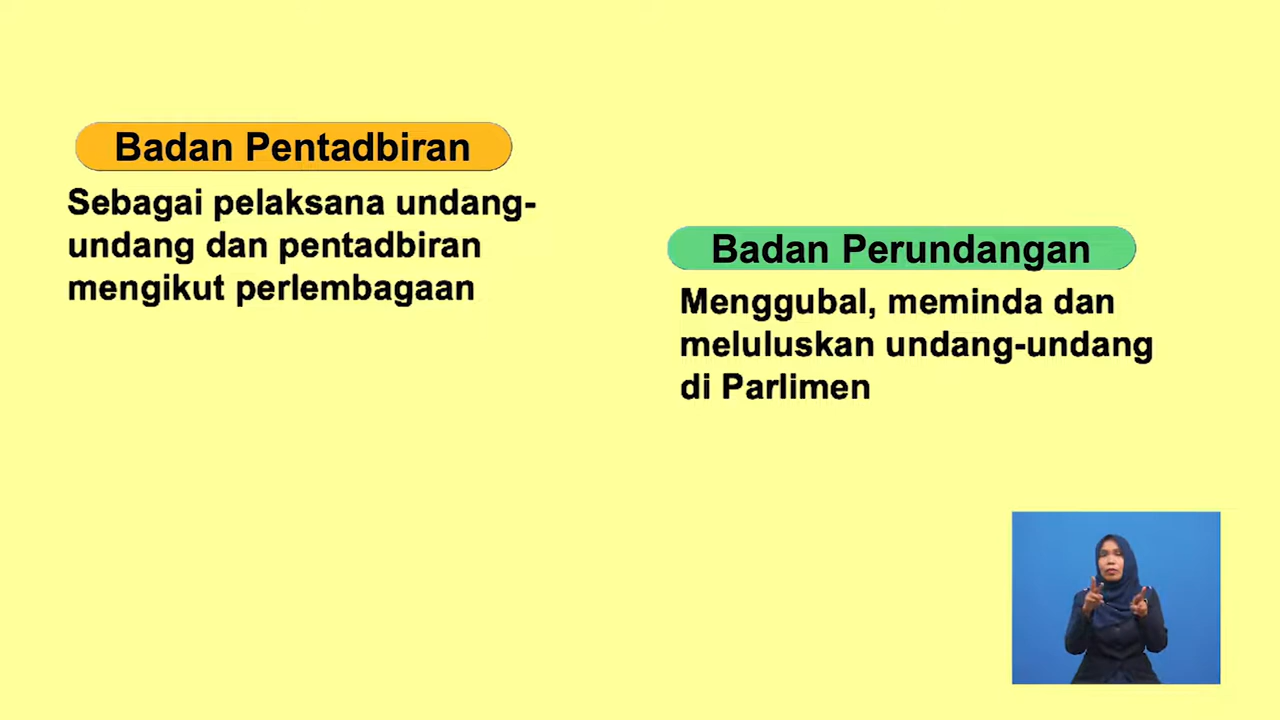 Badan Pentadbiran
Sebagai pelaksana undang-
undang dan pentadbiran
mengikut perlembagaan
Badan Perundangan
Menggubal, meminda dan
meluluskan undang-undang
di Parlimen